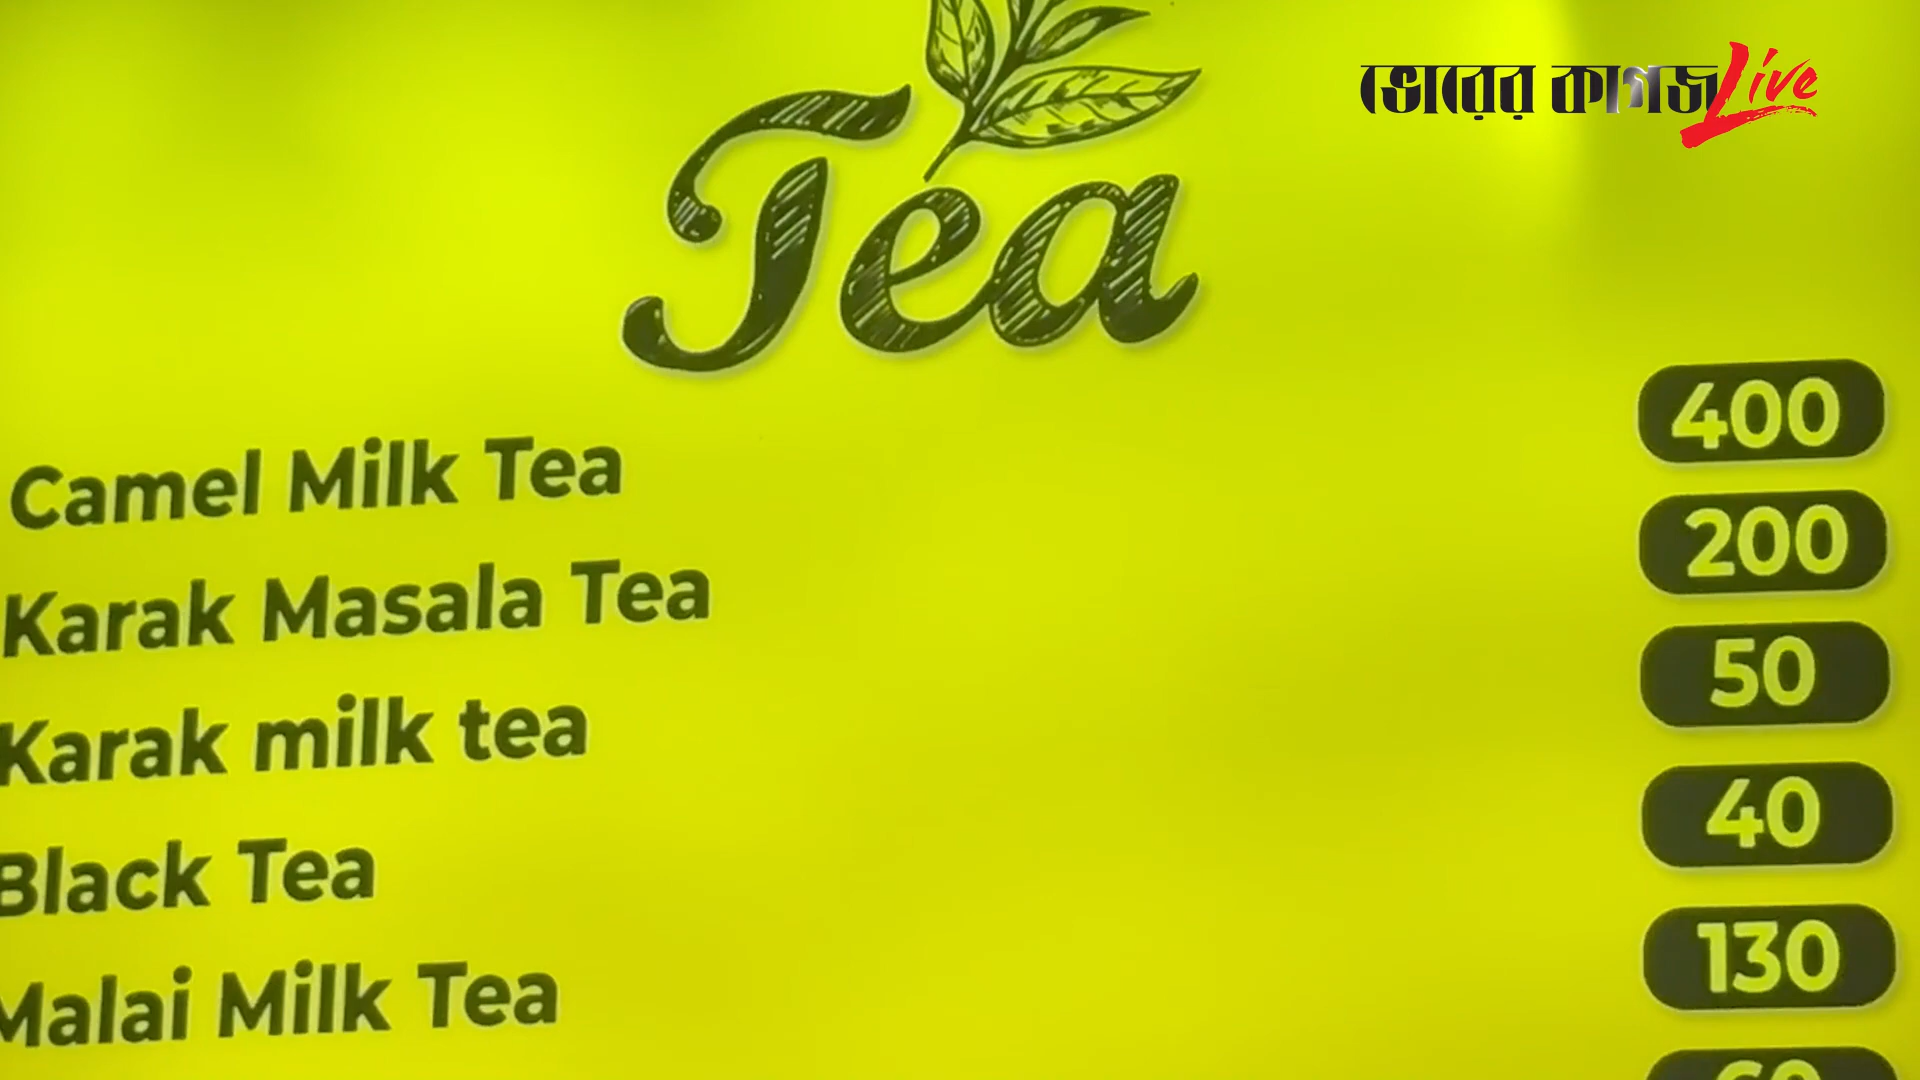 ভোরের কাগজ Live
Tea
Camel Milk Tea 400
Karak Masala Tea 200
Karak milk tea 50
Black Tea 40
Malai Milk Tea 130